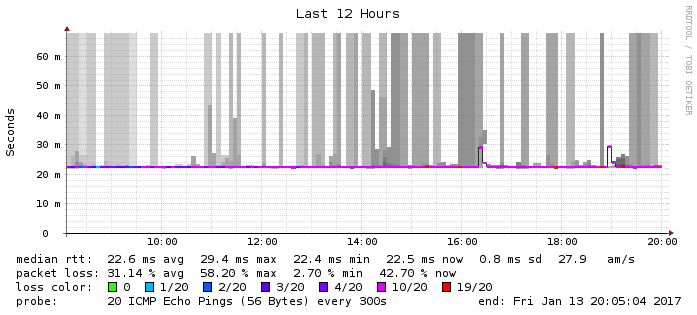 Last 12 Hours
RRDTOOL / TOBI OETIKER
Seconds
60 m
50 m
40 m
30 m
20 m
10 m
0
10:00 12:00 14:00 16:00 18:00 20:00
median rtt: 22.6 ms avg 29.4 ms max 22.4 ms min 22.5 ms now 0.8 ms sd 27.9 am/s
packet loss: 31.14 % avg 58.20 % max 2.70 % min 42.70 % now
loss color: 0 1/20 2/20 3/20 4/20 10/20 19/20
probe: 20 ICMP Echo Pings (56 Bytes) every 300s end: Fri Jan 13 20:05:04 2017